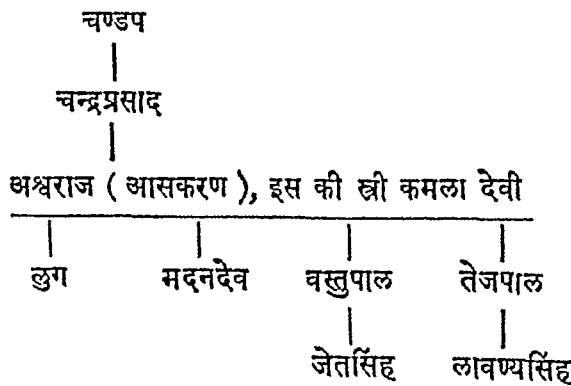 चण्डप
चन्द्रप्रसाद
अश्वराज ( आसकरण ), इस की स्त्री कमला देवी
लुग मदनदेव वस्तुपाल तेजपाल
जेतसिंह लावण्यसिंह